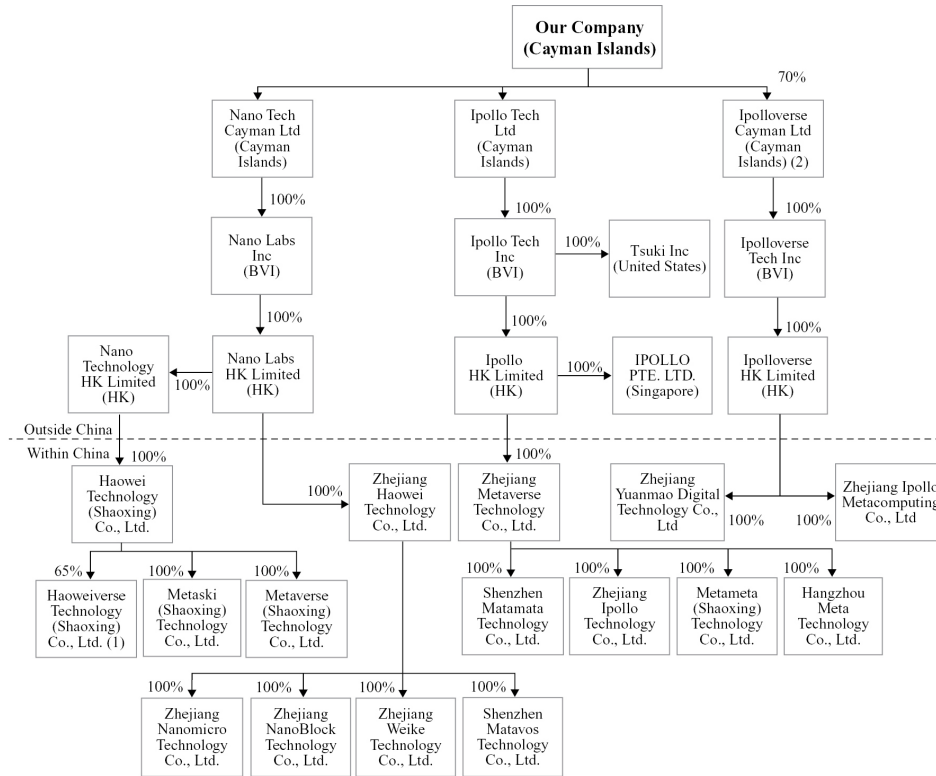 Our Company
(Cayman Islands)
70%
Nano Tech
Cayman Ltd
(Cayman
Islands)
Ipollo Tech
Ltd
(Cayman
Islands)
Ipolloverse
Cayman Ltd
(Cayman
Islands) (2)
100%
100%
100%
Nano Labs
Inc
(BVI)
Ipollo Tech
Inc
(BVI)
100%
Tsuki Inc
(United States)
Ipolloverse
Tech Inc
(BVI)
100%
100%
100%
Nano
Technology
HK Limited
(HK)
100%
Nano Labs
HK Limited
(HK)
Ipollo
HK Limited
(HK)
100%
IPOLLO
PTE. LTD.
(Singapore)
Ipolloverse
HK Limited
(HK)
Outside China
Within China
100%
100%
Haowei
Technology
(Shaoxing)
Co., Ltd.
100%
Zhejiang
Haowei
Technology
Co., Ltd.
Zhejiang
Metaverse
Technology
Co., Ltd.
Zhejiang
Yuanmao Digital
Technology Co.,
Ltd
100%
100%
Zhejiang Ipollo
Metacomputing
Co., Ltd
65%
100%
100%
100%
100%
100%
100%
Haoweiverse
Technology
(Shaoxing)
Co., Ltd. (1)
Metaski
(Shaoxing)
Technology
Co., Ltd.
Metaverse
(Shaoxing)
Technology
Co., Ltd.
Shenzhen
Matamata
Technology
Co., Ltd.
Zhejiang
Ipollo
Technology
Co., Ltd.
Metameta
(Shaoxing)
Technology
Co., Ltd.
Hangzhou
Meta
Technology
Co., Ltd.
100%
100%
100%
100%
Zhejiang
Nanomicro
Technology
Co., Ltd.
Zhejiang
NanoBlock
Technology
Co., Ltd.
Zhejiang
Weike
Technology
Co., Ltd.
Shenzhen
Matavos
Technology
Co., Ltd.